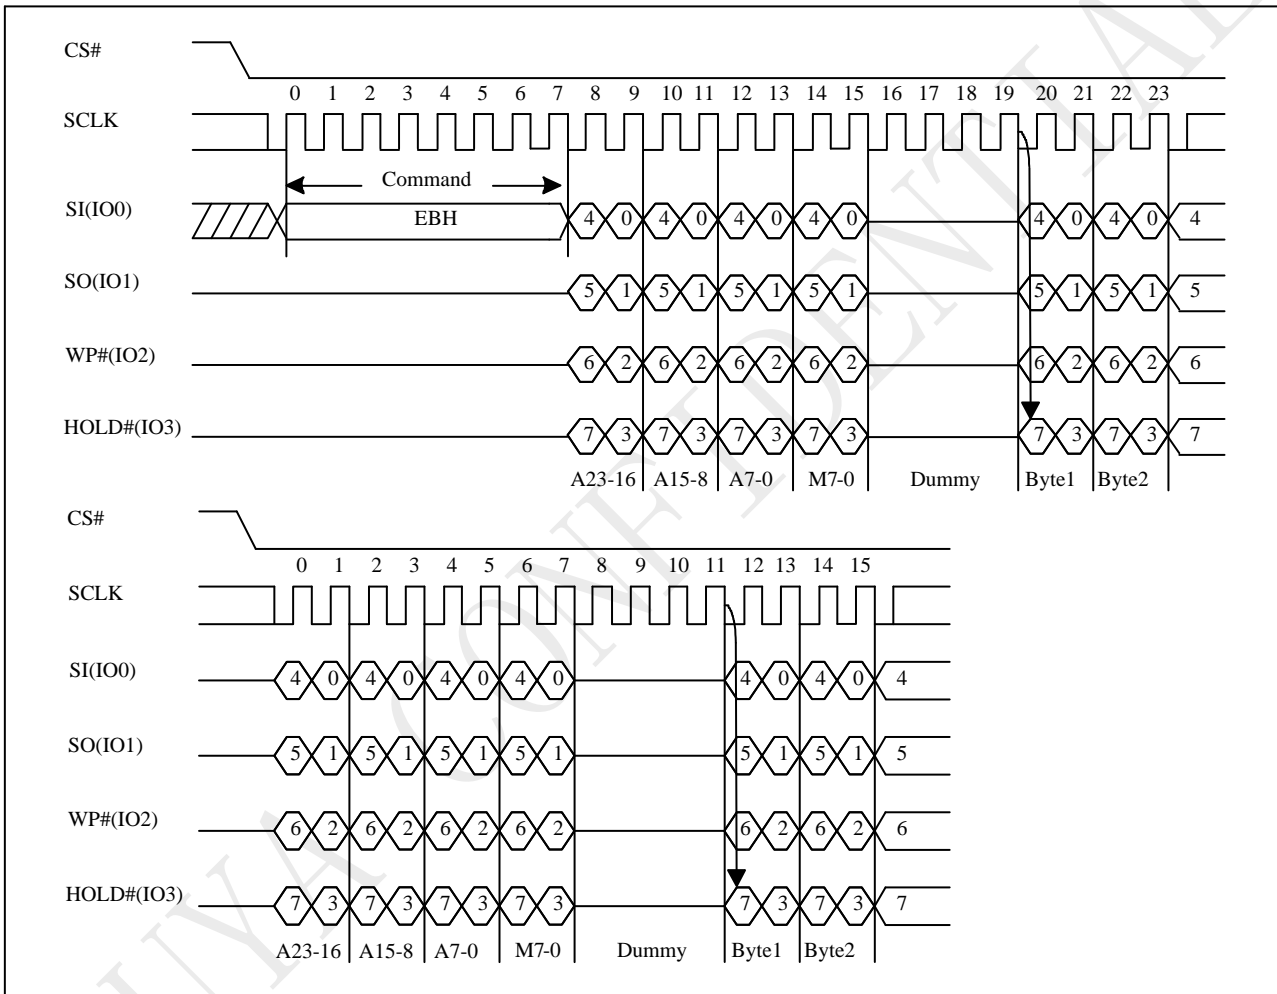 CS#
0 1 2 3 4 5 6 7 8 9 10 11 12 13 14 15 16 17 18 19 20 21 22 23
SCLK
Command
SI(IO0) EBH 4 0 4 0 4 0 4 0 4 0 4 0 4
SO(IO1) 5 1 5 1 5 1 5 1 5 1 5 1 5
WP#(IO2) 6 2 6 2 6 2 6 2 6 2 6 2 6
HOLD#(IO3) 7 3 7 3 7 3 7 3 7 3 7 3 7
A23-16 A15-8 A7-0 M7-0 Dummy Byte1 Byte2
CS#
0 1 2 3 4 5 6 7 8 9 10 11 12 13 14 15
SCLK
SI(IO0) 4 0 4 0 4 0 4 0 4 0 4 0 4
SO(IO1) 5 1 5 1 5 1 5 1 5 1 5 1 5
WP#(IO2) 6 2 6 2 6 2 6 2 6 2 6 2 6
HOLD#(IO3) 7 3 7 3 7 3 7 3 7 3 7 3 7
A23-16 A15-8 A7-0 M7-0 Dummy Byte1 Byte2
UYA CONFIDENTIAL